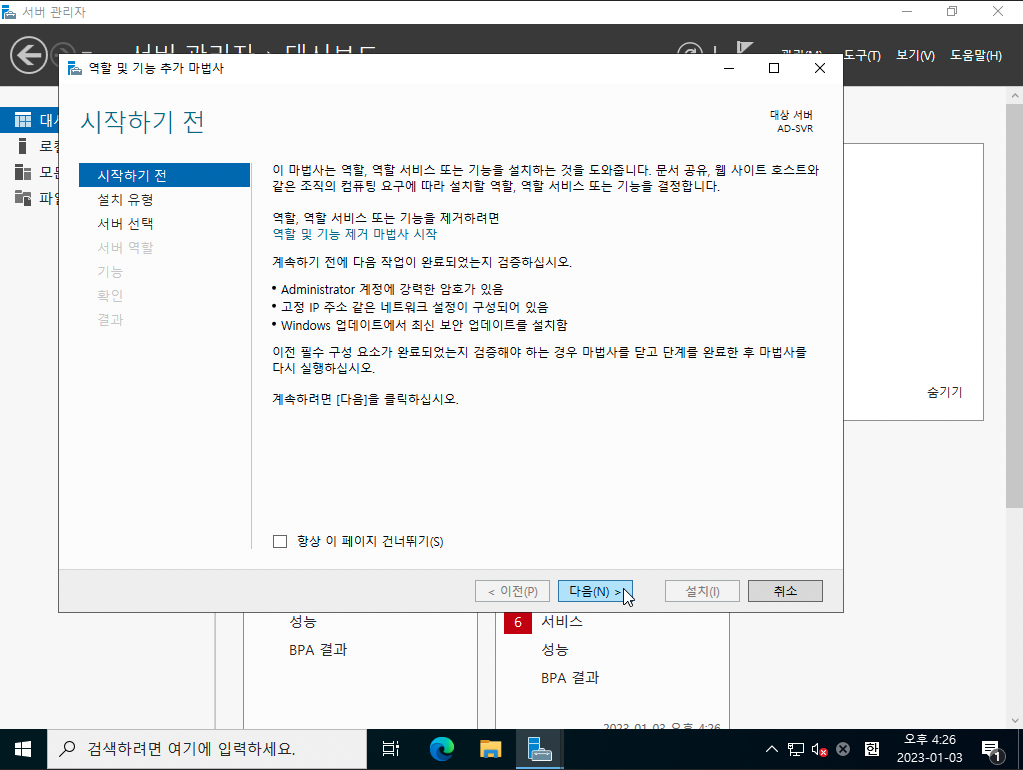 서버 관리자
서버 관리자 › 대시보드
관리(M) 도구(T) 보기(V) 도움말(H)
역할 및 기능 추가 마법사
시작하기 전
대상 서버
AD-SVR
시작하기 전
설치 유형
서버 선택
서버 역할
기능
확인
결과
이 마법사는 역할, 역할 서비스 또는 기능을 설치하는 것을 도와줍니다. 문서 공유, 웹 사이트 호스트와
같은 조직의 컴퓨팅 요구에 따라 설치할 역할, 역할 서비스 또는 기능을 결정합니다.
역할, 역할 서비스 또는 기능을 제거하려면
역할 및 기능 제거 마법사 시작
계속하기 전에 다음 작업이 완료되었는지 검증하십시오.
• Administrator 계정에 강력한 암호가 있음
• 고정 IP 주소 같은 네트워크 설정이 구성되어 있음
• Windows 업데이트에서 최신 보안 업데이트를 설치함
이전 필수 구성 요소가 완료되었는지 검증해야 하는 경우 마법사를 닫고 단계를 완료한 후 마법사를
다시 실행하십시오.
계속하려면 [다음]을 클릭하십시오.
항상 이 페이지 건너뛰기(S)
< 이전(P) 다음(N) > 설치(I) 취소
대시
로컬
모든
파일
숨기기
성능
BPA 결과
6 서비스
성능
BPA 결과
2023-01-03 오후 4:26
검색하려면 여기에 입력하세요.
한
오후 4:26
2023-01-03
1